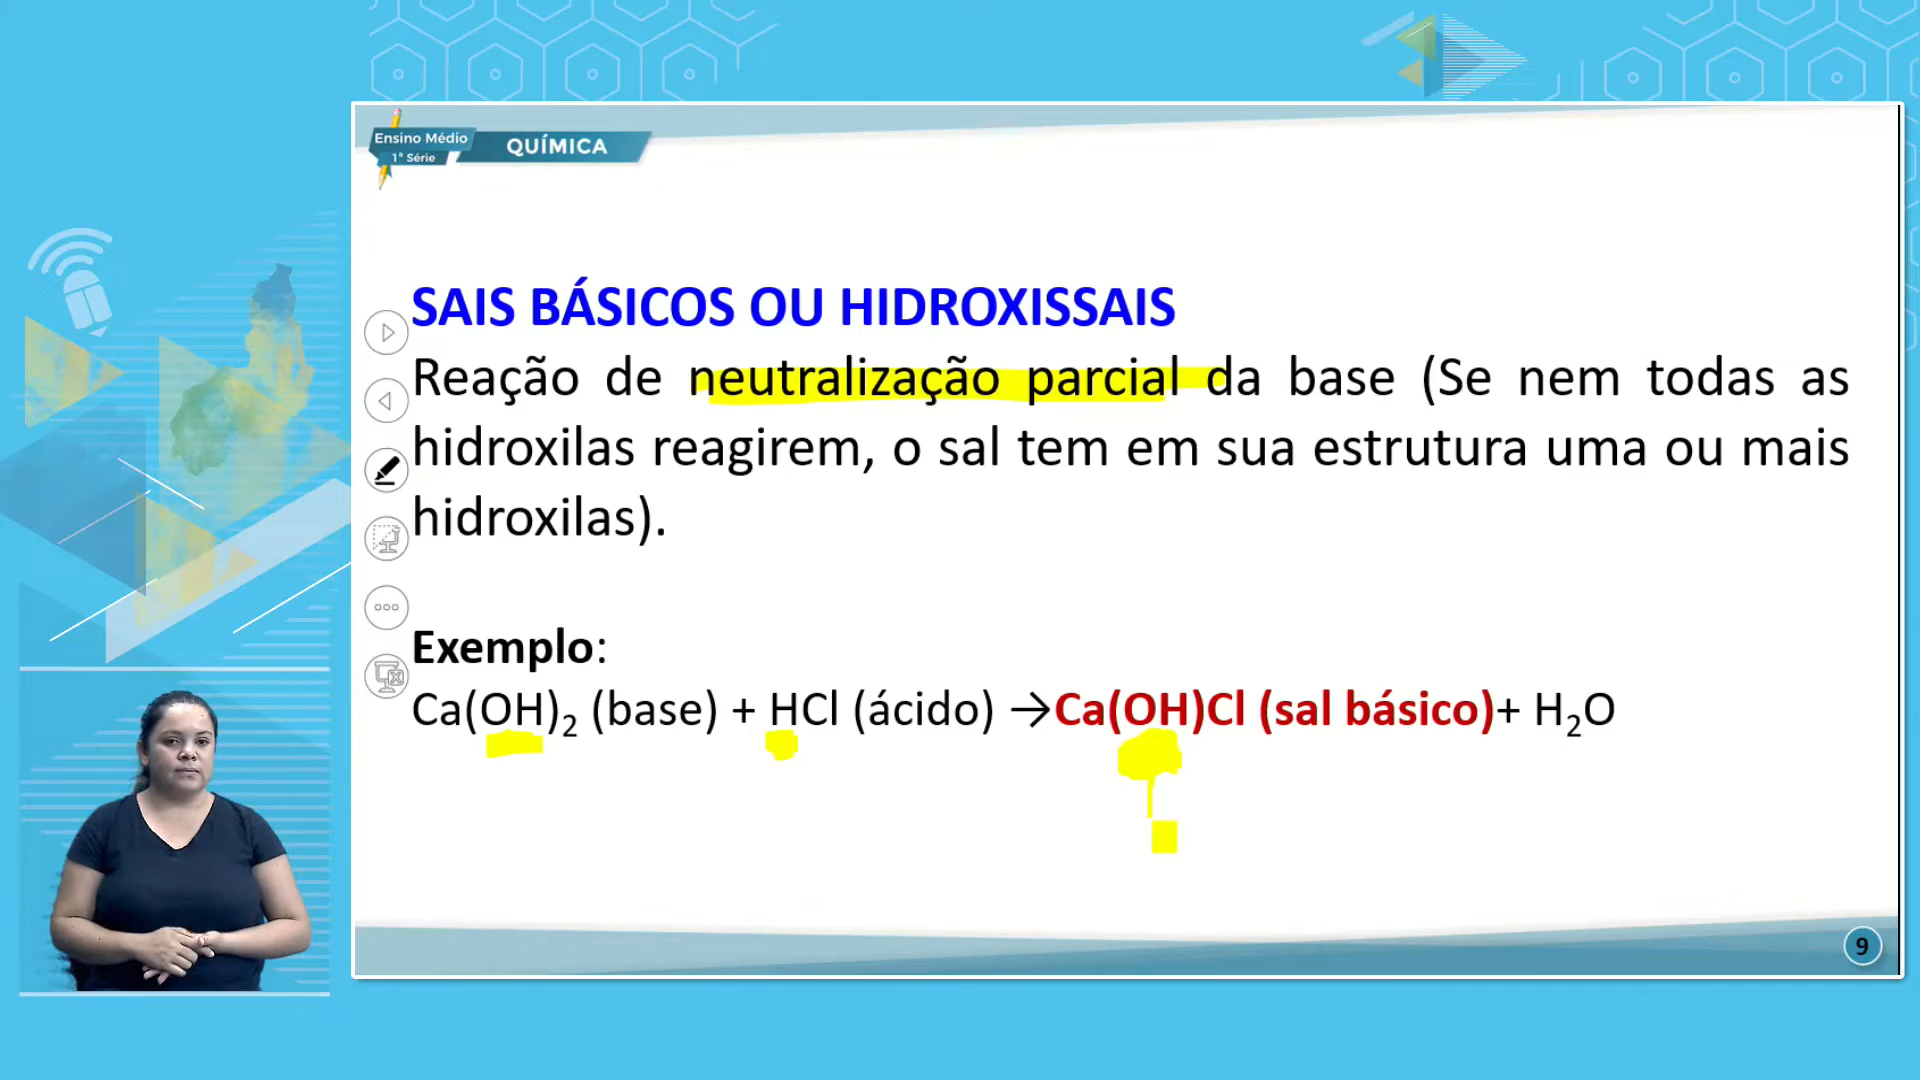 Ensino Médio
1ª Série
QUÍMICA
SAIS BÁSICOS OU HIDROXISSAIS
Reação de neutralização parcial da base (Se nem todas as
hidroxilas reagirem, o sal tem em sua estrutura uma ou mais
hidroxilas).
Exemplo:
Ca(OH)₂ (base) + HCl (ácido) →Ca(OH)Cl (sal básico)+ H₂O
9